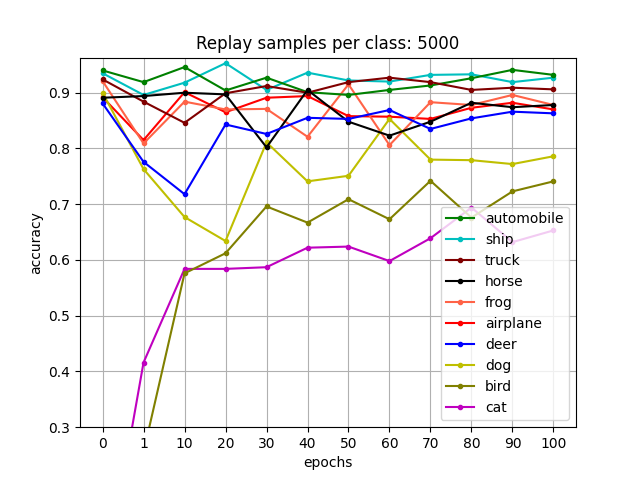 Replay samples per class: 5000
accuracy
0.9
0.8
0.7
0.6
0.5
0.4
0.3
automobile
ship
truck
horse
frog
airplane
deer
dog
bird
cat
0 1 10 20 30 40 50 60 70 80 90 100
epochs